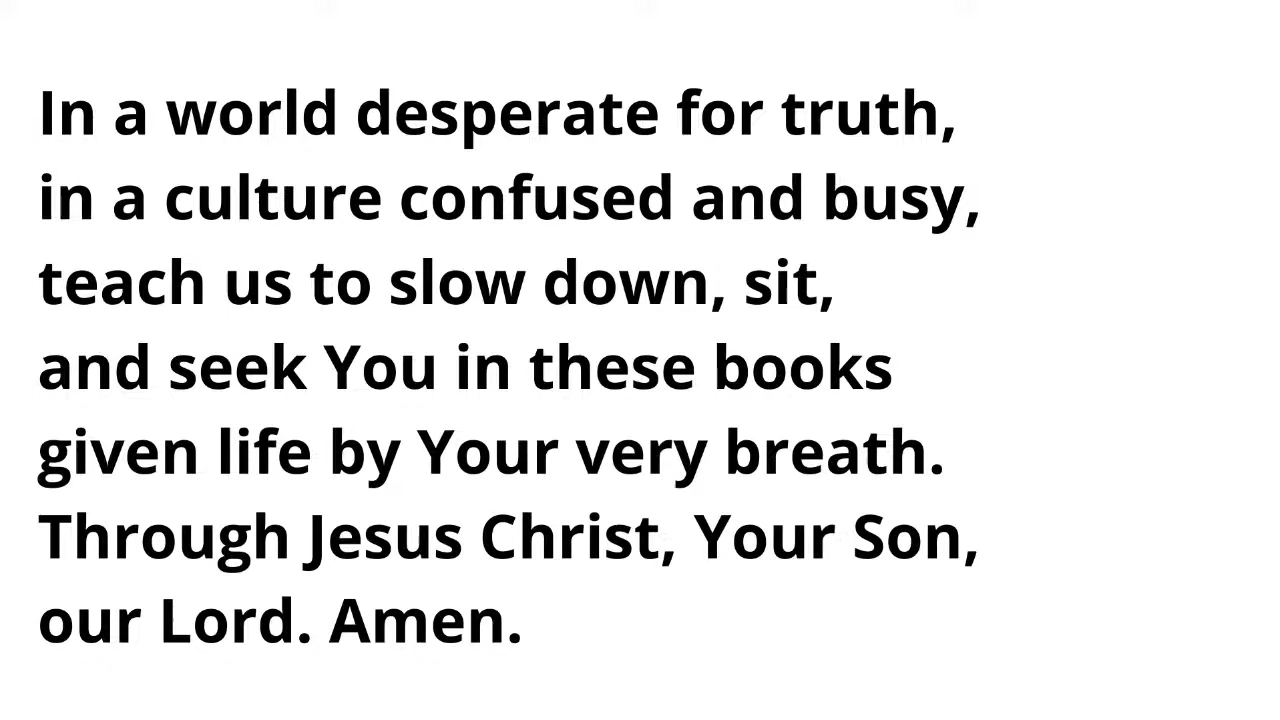 In a world desperate for truth,
in a culture confused and busy,
teach us to slow down, sit,
and seek You in these books
given life by Your very breath.
Through Jesus Christ, Your Son,
our Lord. Amen.